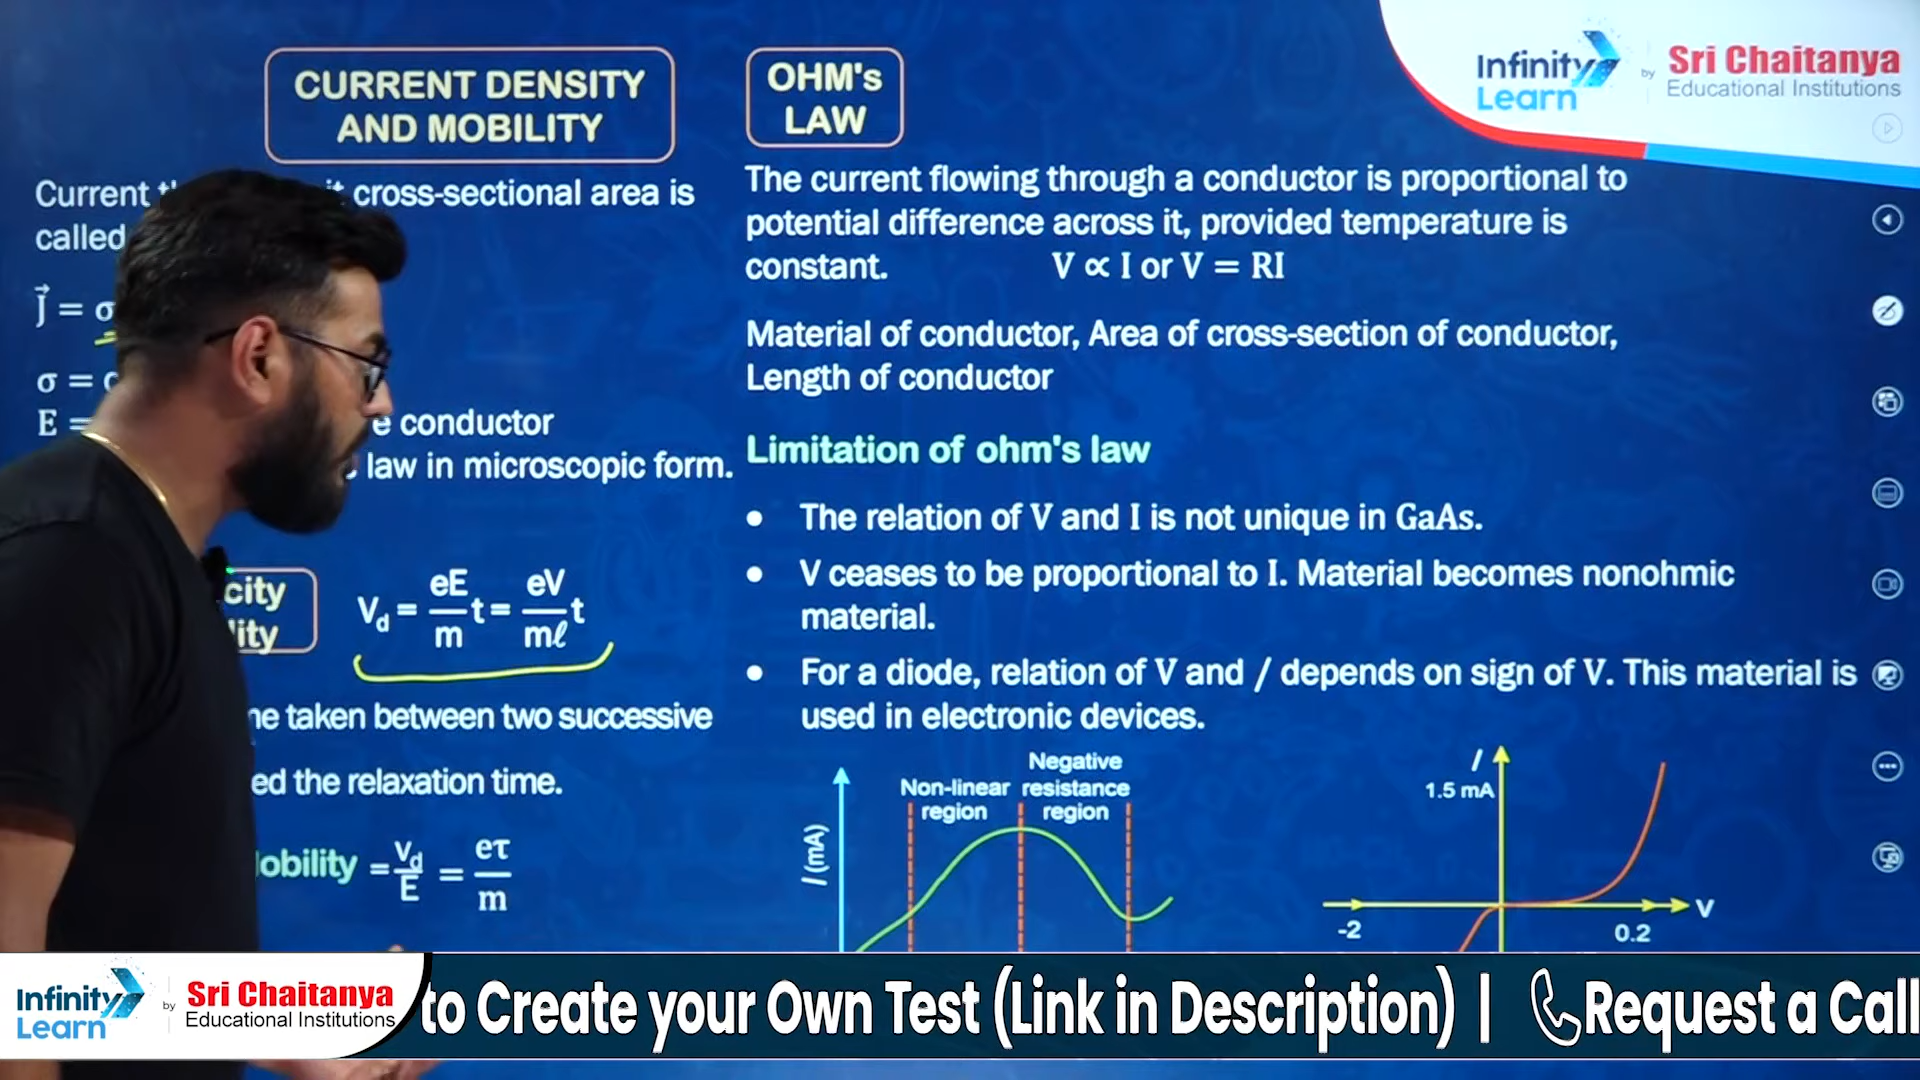 CURRENT DENSITY
AND MOBILITY
Current cross-sectional area is
called
J⃗ = σ
σ =
E =
conductor
law in microscopic form.
V_d = eE/m t = eV/mℓ t
taken between two successive
the relaxation time.
= V_d/E = eτ/m
OHM's
LAW
The current flowing through a conductor is proportional to
potential difference across it, provided temperature is
constant. V ∝ I or V = RI
Material of conductor, Area of cross-section of conductor,
Length of conductor
Limitation of ohm's law
• The relation of V and I is not unique in GaAs.
• V ceases to be proportional to I. Material becomes nonohmic
material.
• For a diode, relation of V and / depends on sign of V. This material is
used in electronic devices.
I (mA)
Non-linear
region
Negative
resistance
region
I
1.5 mA
V
-2
0.2
Infinity
Learn
by
Sri Chaitanya
Educational Institutions
Infinity
Learn
by
Sri Chaitanya
Educational Institutions
to Create your Own Test (Link in Description) | Request a Call